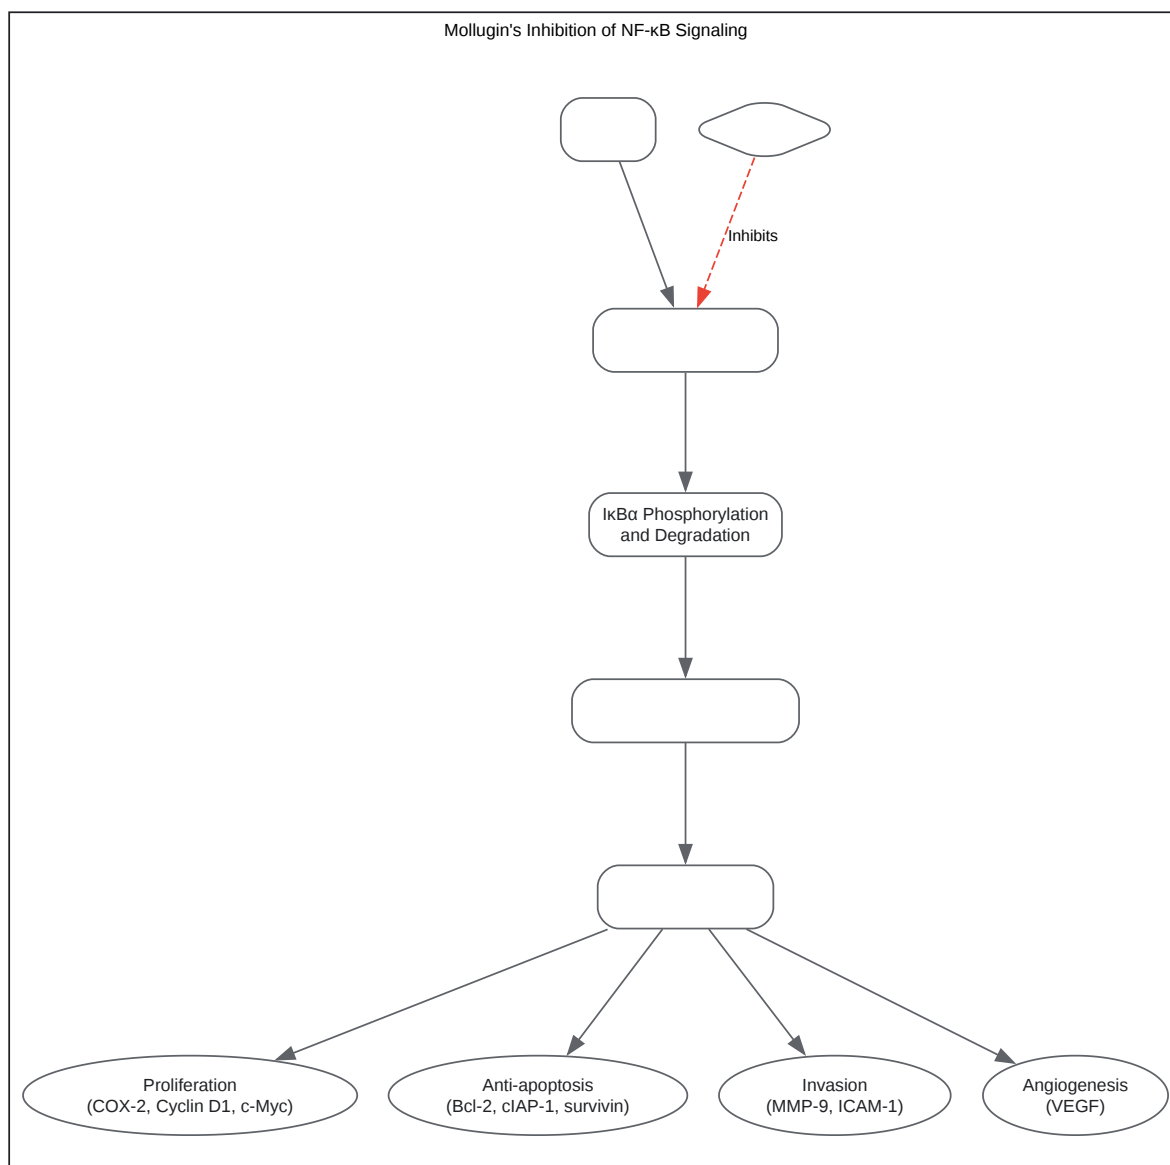 Mollugin's Inhibition of NF-κB Signaling
Inhibits
IκBα Phosphorylation
and Degradation
Proliferation
(COX-2, Cyclin D1, c-Myc)
Anti-apoptosis
(Bcl-2, cIAP-1, survivin)
Invasion
(MMP-9, ICAM-1)
Angiogenesis
(VEGF)